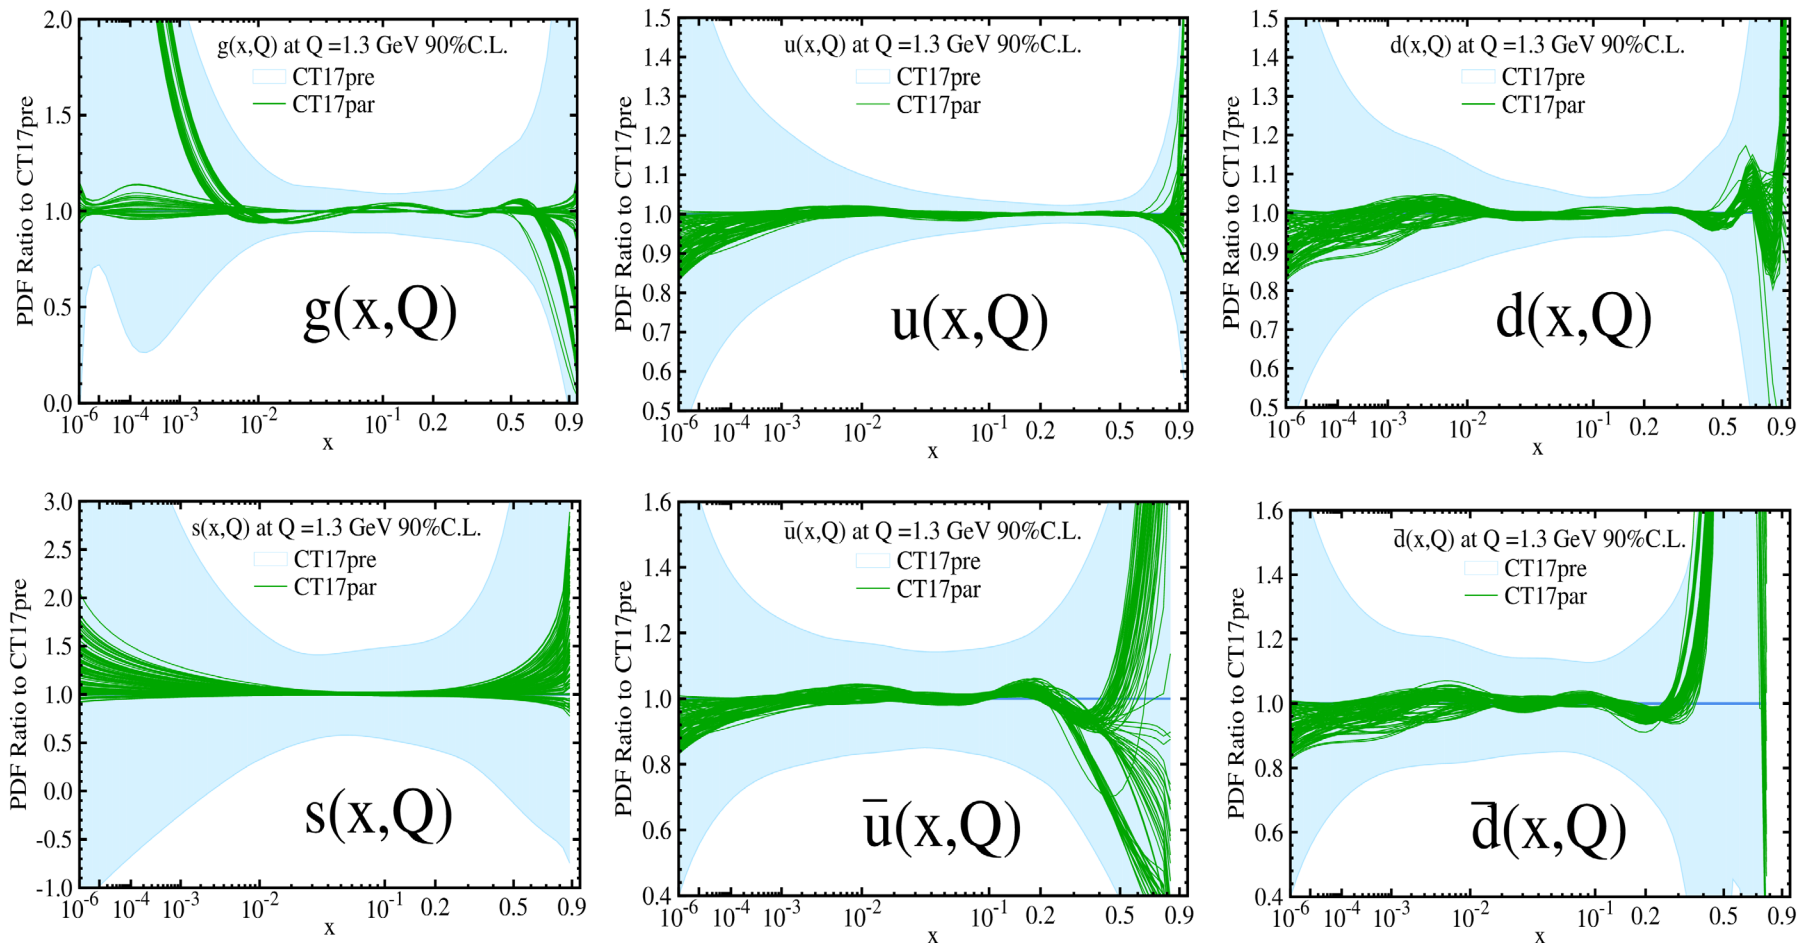 g(x,Q) at Q =1.3 GeV 90%C.L.
CT17pre
CT17par
PDF Ratio to CT17pre
2.0
1.5
1.0
0.5
0.0
g(x,Q)
10-6 10-4 10-3 10-2 10-1 0.2 0.5 0.9
x
u(x,Q) at Q =1.3 GeV 90%C.L.
CT17pre
CT17par
PDF Ratio to CT17pre
1.5
1.4
1.3
1.2
1.1
1.0
0.9
0.8
0.7
0.6
0.5
u(x,Q)
10-6 10-4 10-3 10-2 10-1 0.2 0.5 0.9
x
d(x,Q) at Q =1.3 GeV 90%C.L.
CT17pre
CT17par
PDF Ratio to CT17pre
1.5
1.4
1.3
1.2
1.1
1.0
0.9
0.8
0.7
0.6
0.5
d(x,Q)
10-6 10-4 10-3 10-2 10-1 0.2 0.5 0.9
x
s(x,Q) at Q =1.3 GeV 90%C.L.
CT17pre
CT17par
PDF Ratio to CT17pre
3.0
2.5
2.0
1.5
1.0
0.5
0.0
-0.5
-1.0
s(x,Q)
10-6 10-4 10-3 10-2 10-1 0.2 0.5 0.9
x
ū(x,Q) at Q =1.3 GeV 90%C.L.
CT17pre
CT17par
PDF Ratio to CT17pre
1.6
1.4
1.2
1.0
0.8
0.6
0.4
ū(x,Q)
10-6 10-4 10-3 10-2 10-1 0.2 0.5 0.9
x
d̄(x,Q) at Q =1.3 GeV 90%C.L.
CT17pre
CT17par
PDF Ratio to CT17pre
1.6
1.4
1.2
1.0
0.8
0.6
0.4
d̄(x,Q)
10-6 10-4 10-3 10-2 10-1 0.2 0.5 0.9
x